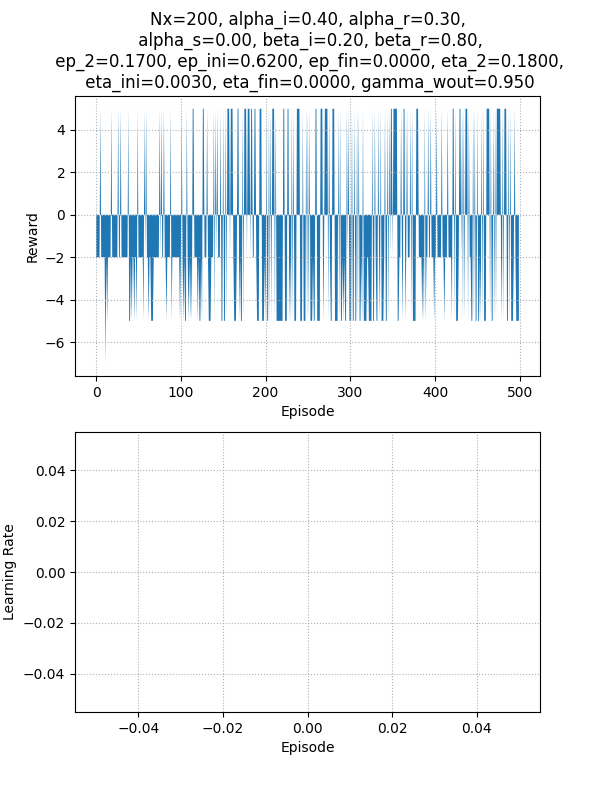 Nx=200, alpha_i=0.40, alpha_r=0.30,
alpha_s=0.00, beta_i=0.20, beta_r=0.80,
ep_2=0.1700, ep_ini=0.6200, ep_fin=0.0000, eta_2=0.1800,
eta_ini=0.0030, eta_fin=0.0000, gamma_wout=0.950
4
2
0
−2
−4
−6
Reward
0 100 200 300 400 500
Episode
0.04
0.02
0.00
−0.02
−0.04
Learning Rate
−0.04 −0.02 0.00 0.02 0.04
Episode